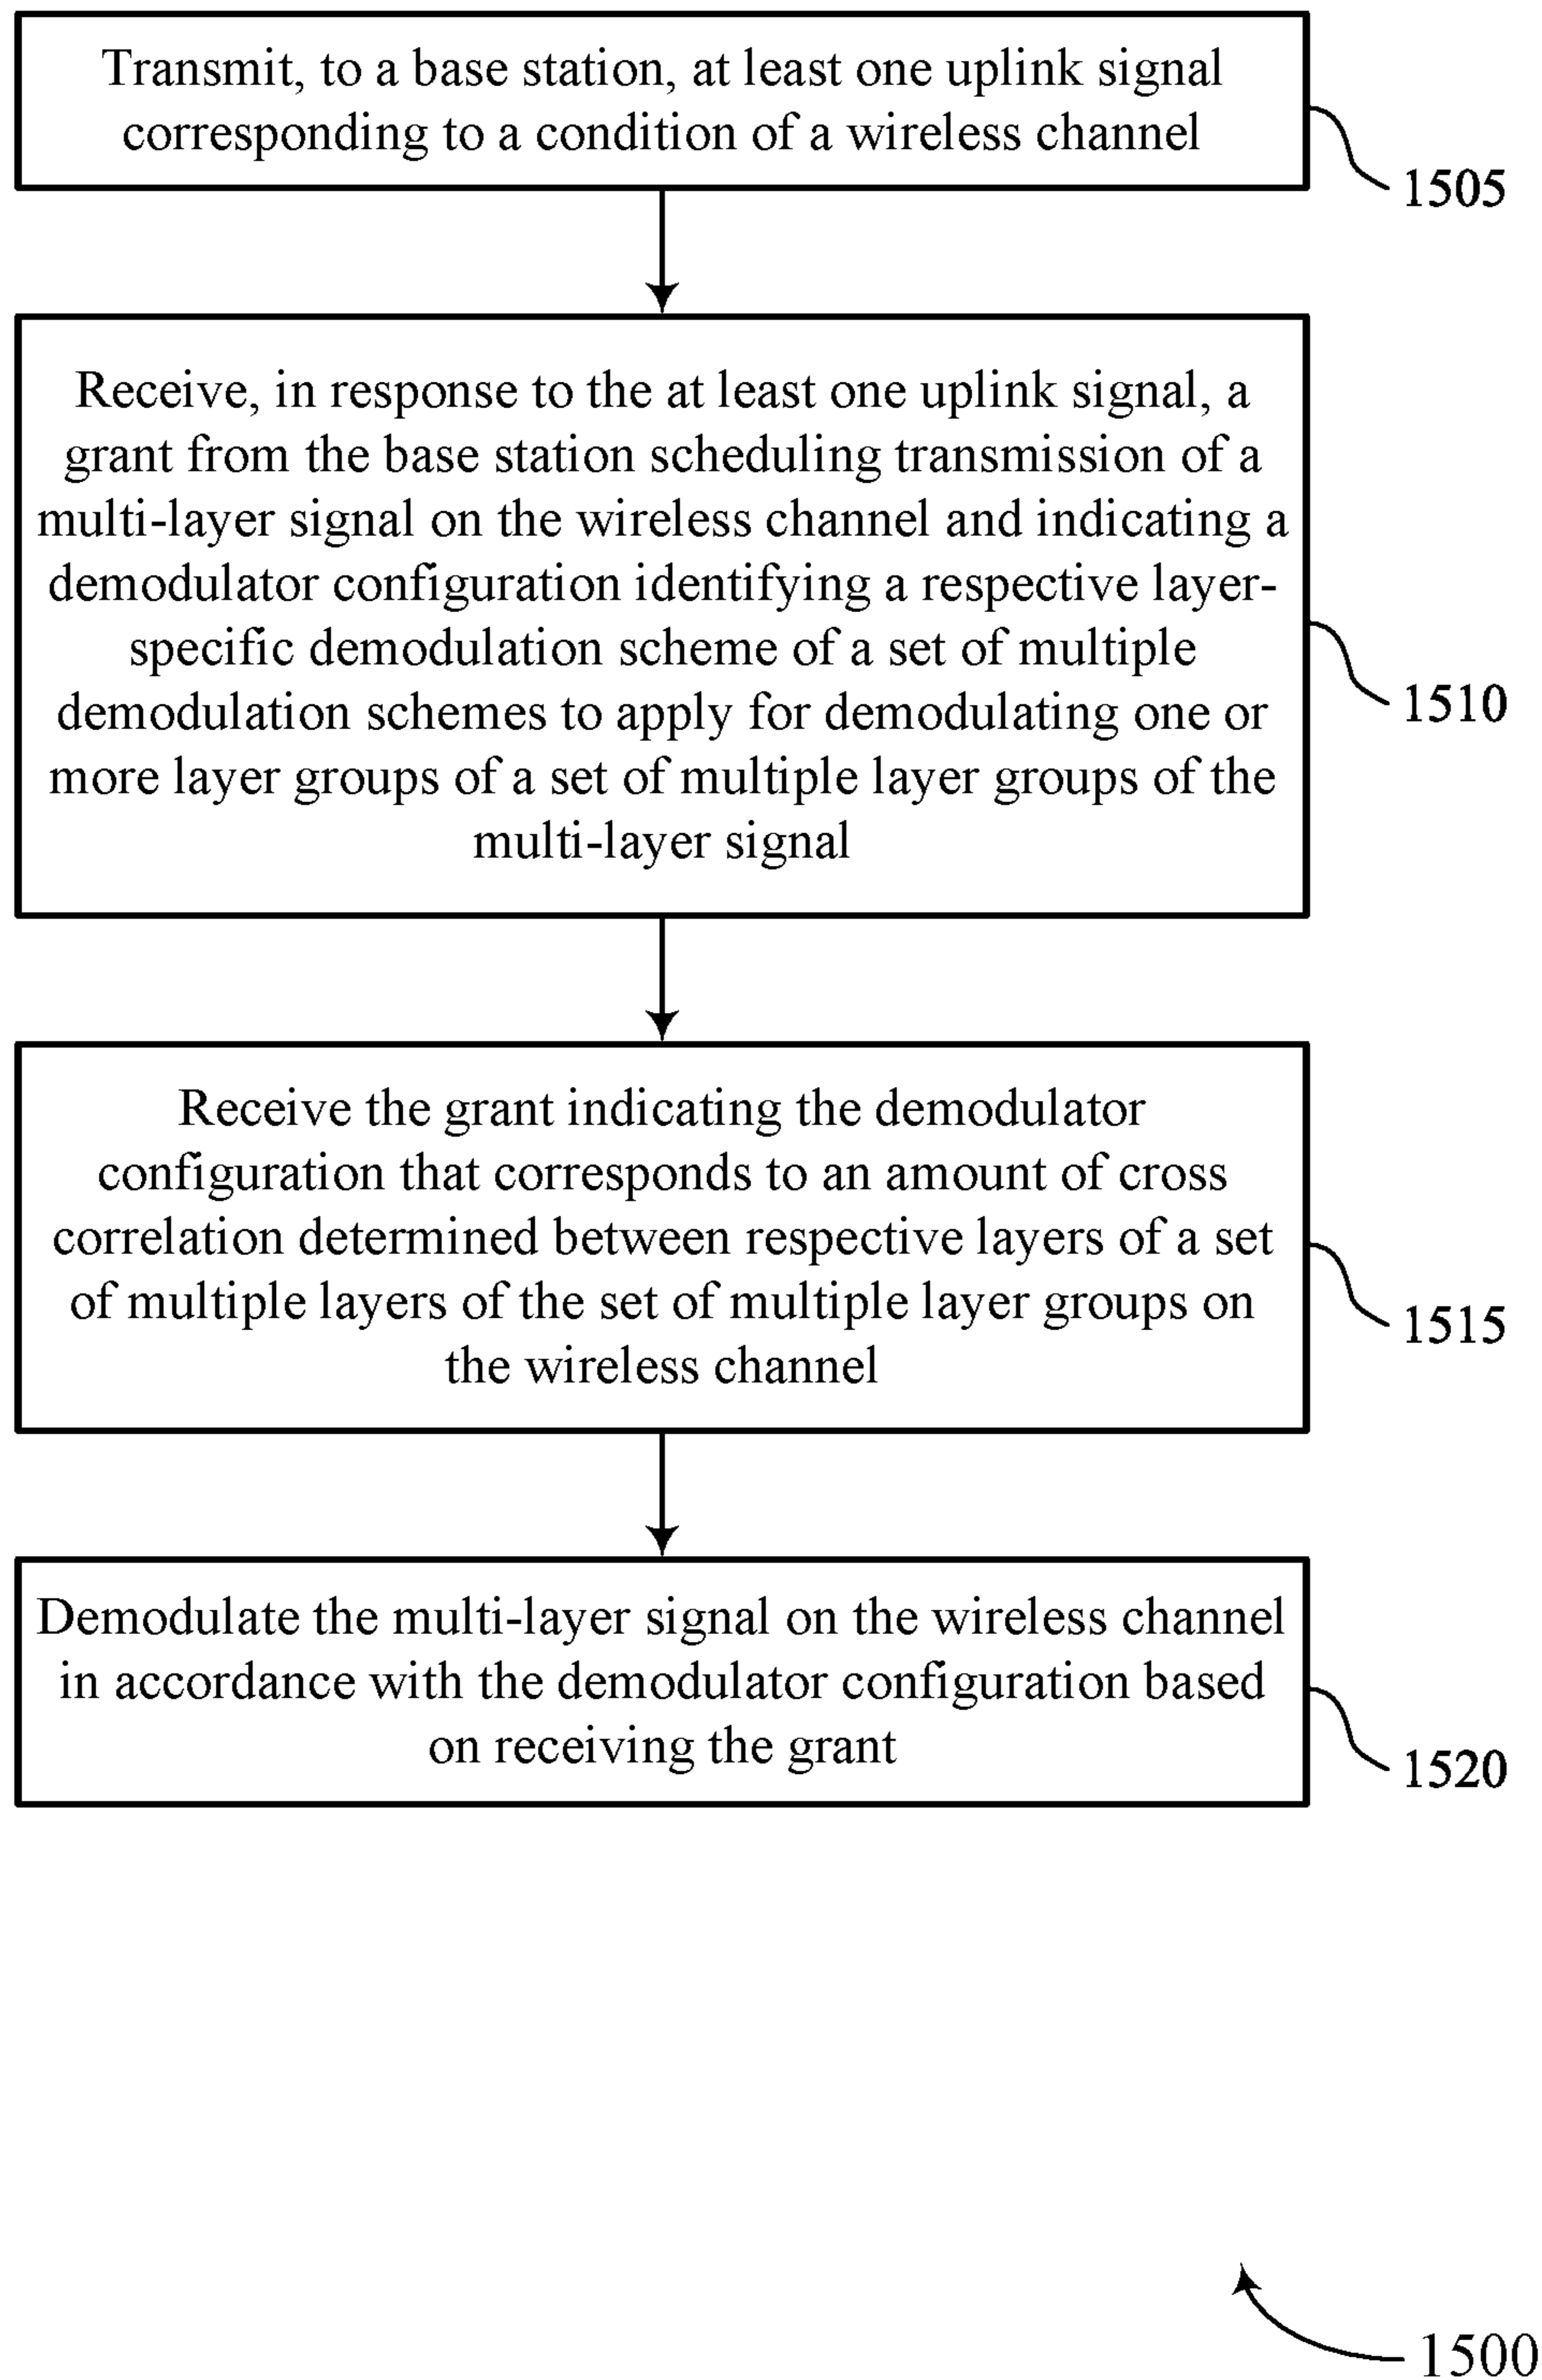 Transmit, to a base station, at least one uplink signal
corresponding to a condition of a wireless channel
1505
Receive, in response to the at least one uplink signal, a
grant from the base station scheduling transmission of a
multi-layer signal on the wireless channel and indicating a
demodulator configuration identifying a respective layer-
specific demodulation scheme of a set of multiple
demodulation schemes to apply for demodulating one or
more layer groups of a set of multiple layer groups of the
multi-layer signal
1510
Receive the grant indicating the demodulator
configuration that corresponds to an amount of cross
correlation determined between respective layers of a set
of multiple layers of the set of multiple layer groups on
the wireless channel
1515
Demodulate the multi-layer signal on the wireless channel
in accordance with the demodulator configuration based
on receiving the grant
1520
1500